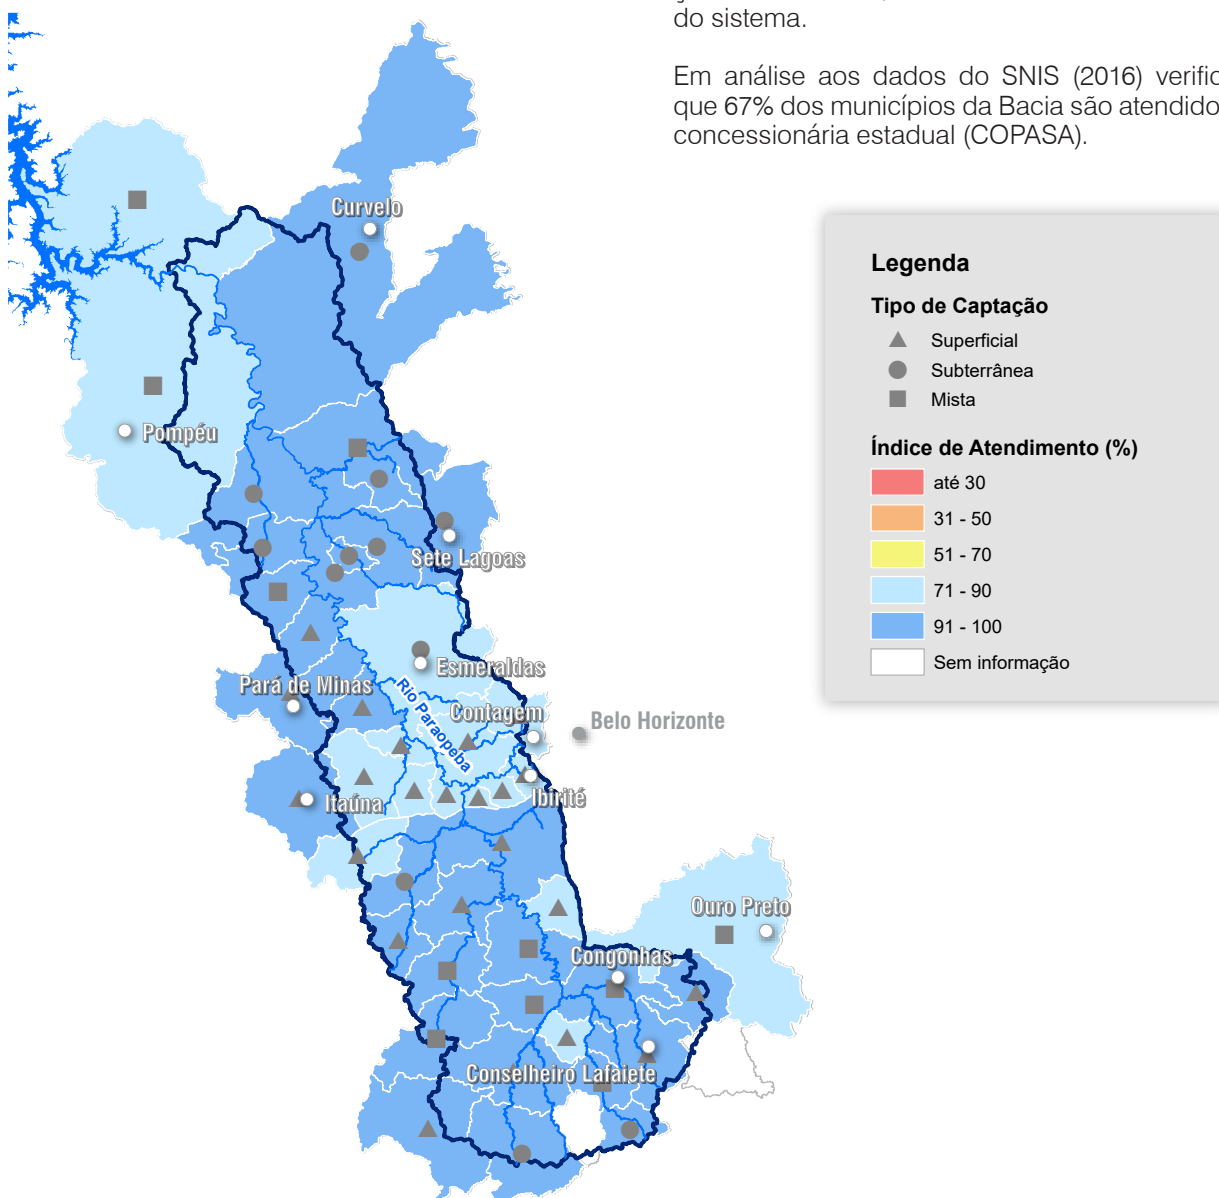 do sistema.
Em análise aos dados do SNIS (2016) verific
que 67% dos municípios da Bacia são atendido
concessionária estadual (COPASA).
Curvelo
Pompéu
Sete Lagoas
Esmeraldas
Pará de Minas
Rio Paraopeba
Contagem
Belo Horizonte
Ibirité
Itaúna
Ouro Preto
Congonhas
Conselheiro Lafaiete
Legenda
Tipo de Captação
Superficial
Subterrânea
Mista
Índice de Atendimento (%)
até 30
31 - 50
51 - 70
71 - 90
91 - 100
Sem informação